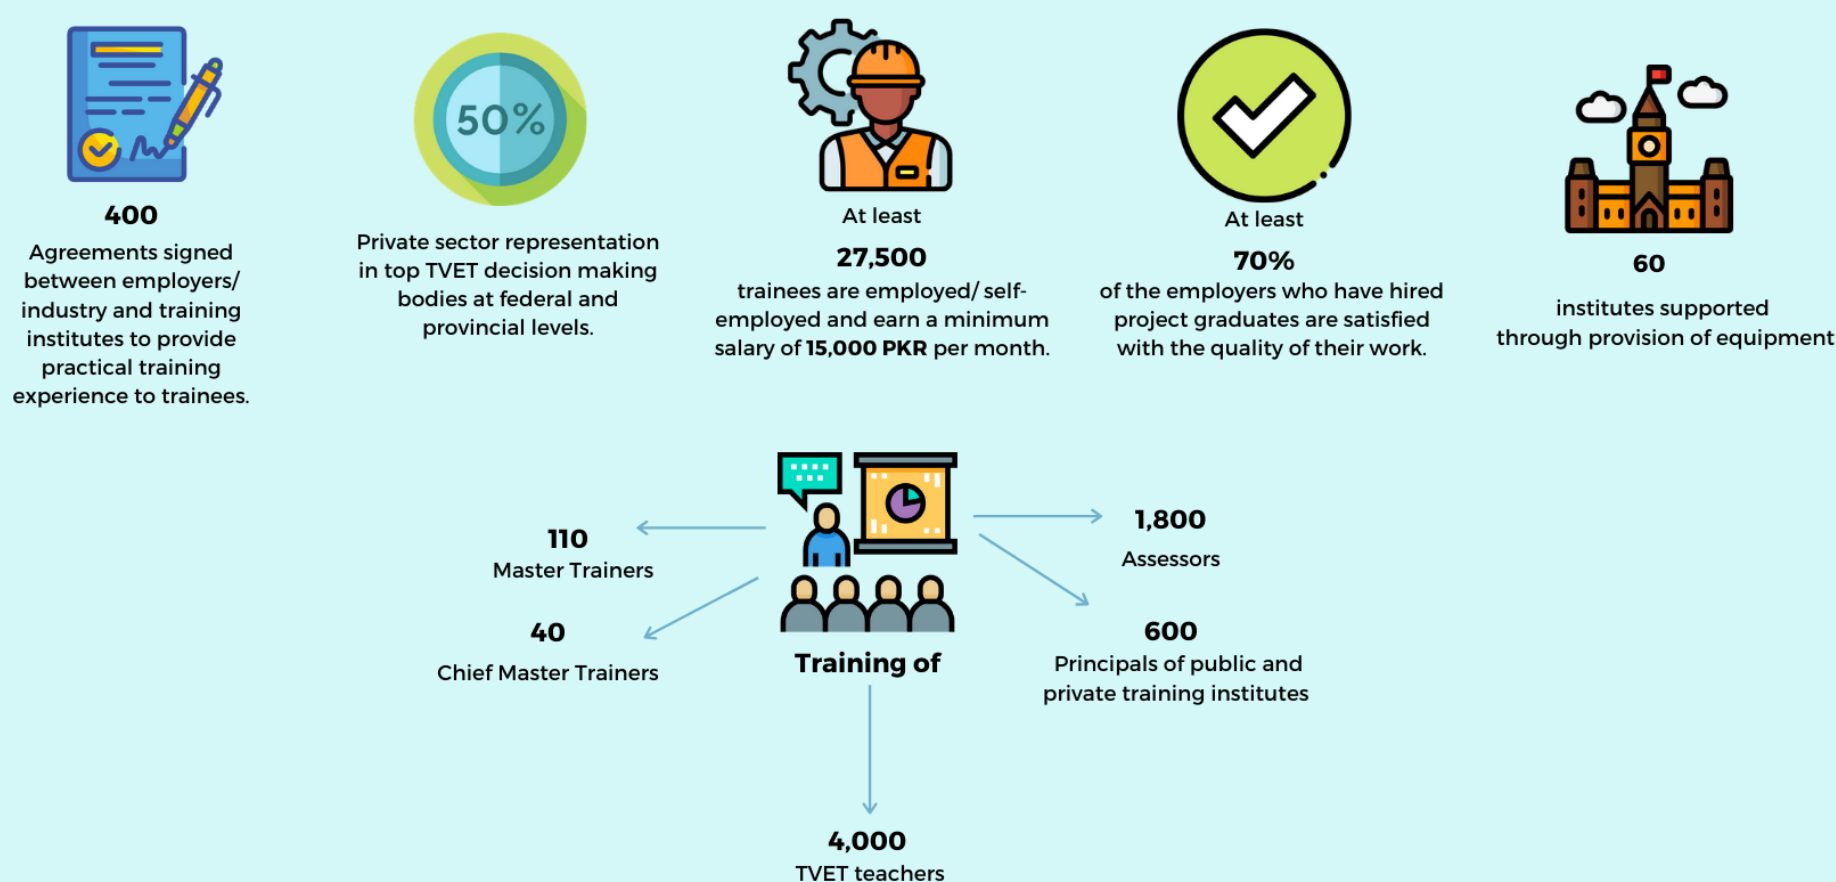 400
Agreements signed
between employers/
industry and training
institutes to provide
practical training
experience to trainees.
50%
Private sector representation
in top TVET decision making
bodies at federal and
provincial levels.
At least
27,500
trainees are employed/ self-
employed and earn a minimum
salary of 15,000 PKR per month.
At least
70%
of the employers who have hired
project graduates are satisfied
with the quality of their work.
60
institutes supported
through provision of equipment
110
Master Trainers
40
Chief Master Trainers
Training of
1,800
Assessors
600
Principals of public and
private training institutes
4,000
TVET teachers